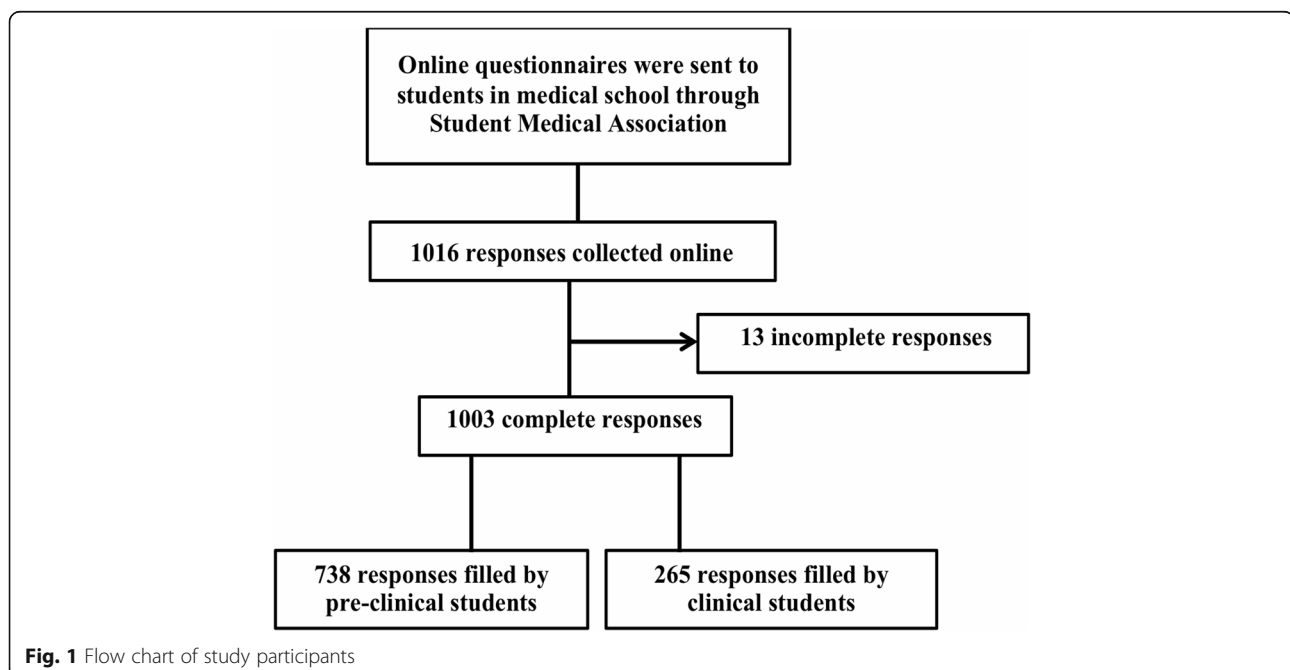 Online questionnaires were sent to
students in medical school through
Student Medical Association
1016 responses collected online
13 incomplete responses
1003 complete responses
738 responses filled by
pre-clinical students
265 responses filled by
clinical students
Fig. 1 Flow chart of study participants